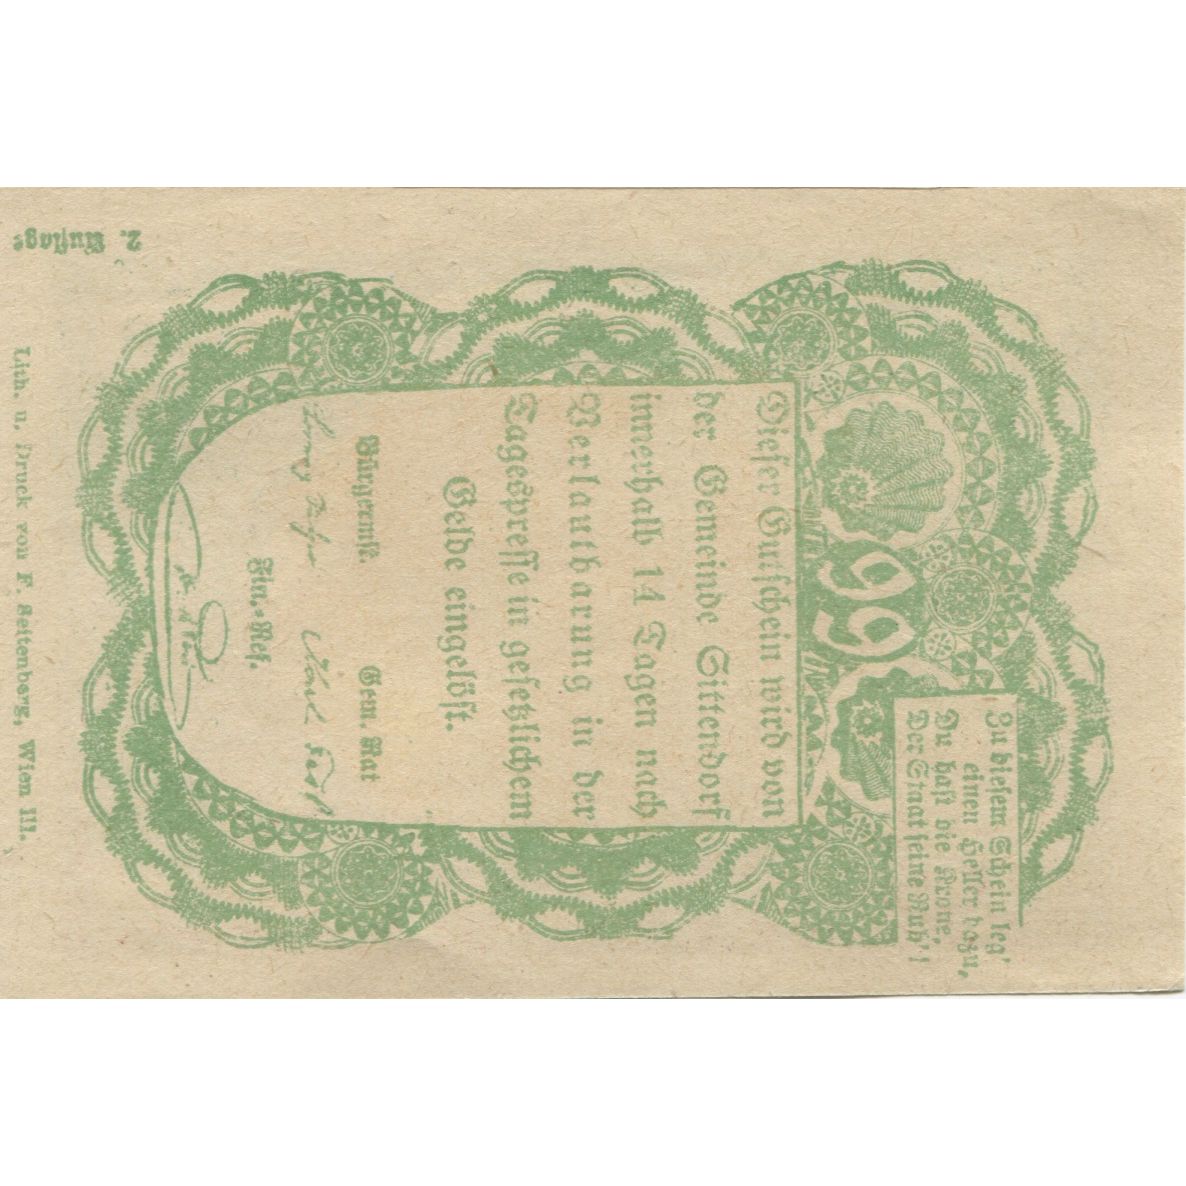 Zu diesem Schein leg'
einen Heller dazu,
Du hast die Krone,
Der Staat seine Ruh'!
99
Dieser Gutschein wird von
der Gemeinde Sittendorf
innerhalb 14 Tagen nach
Verlautbarung in der
Tagespresse in gesetzlichem
Gelde eingelöst.
Bürgermst. Gem. Rat
Fin.-Ref.
Lith. u. Druck von F. Seitenberg, Wien III.
2. Auflage